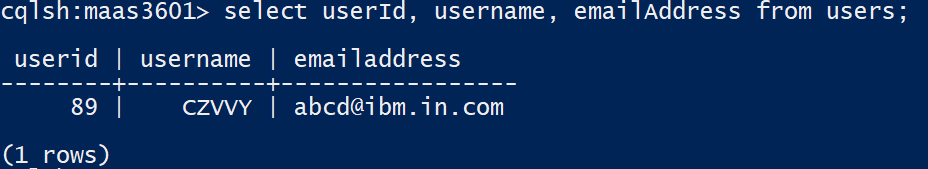 cqlsh:maas3601> select userId, username, emailAddress from users;
userid | username | emailaddress
--------+----------+-----------------
89 | CZVVY | abcd@ibm.in.com
(1 rows)